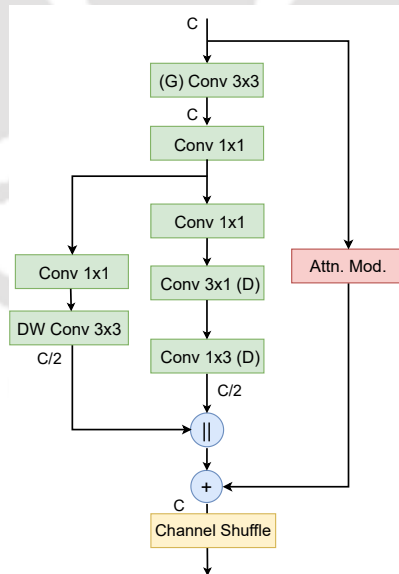 C
(G) Conv 3x3
C
Conv 1x1
Conv 1x1
Conv 1x1
Attn. Mod.
Conv 3x1 (D)
DW Conv 3x3
Conv 1x3 (D)
C/2
C/2
||
+
C
Channel Shuffle